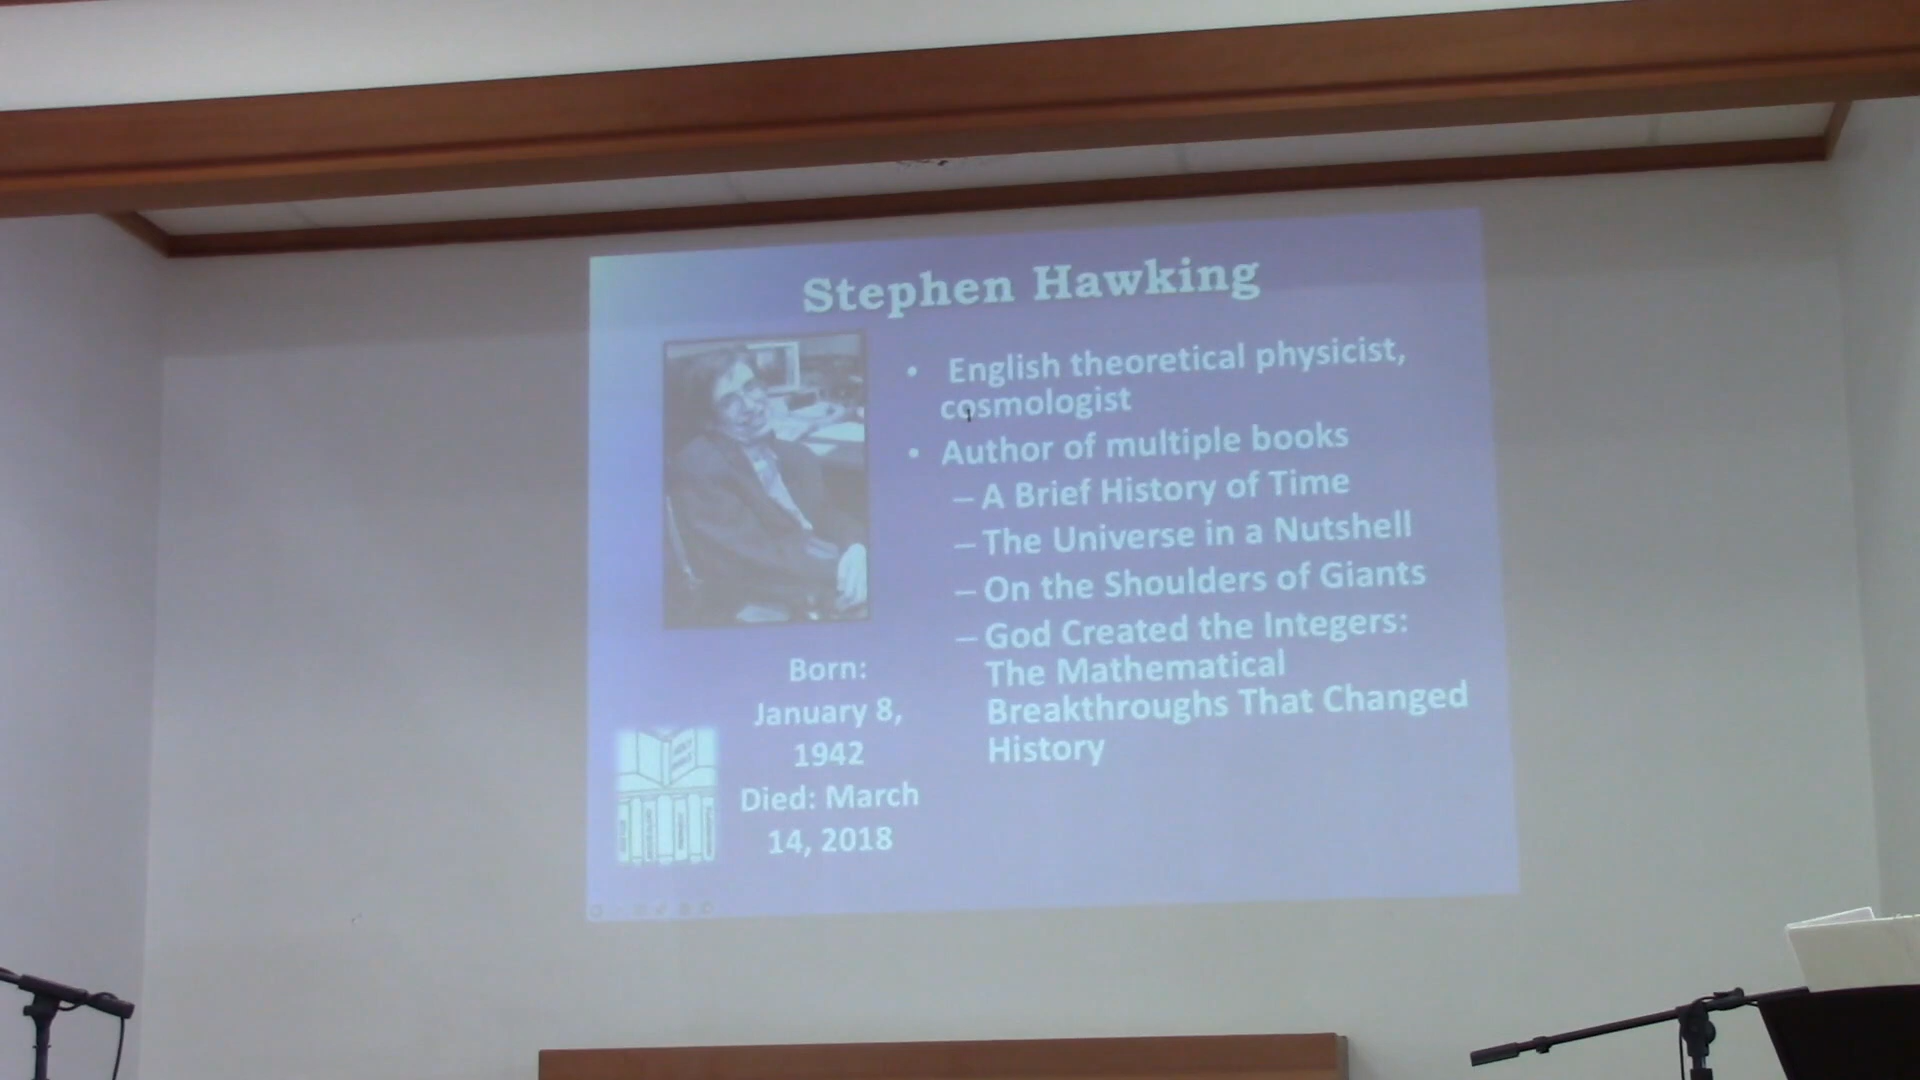 Stephen Hawking
• English theoretical physicist,
cosmologist
• Author of multiple books
– A Brief History of Time
– The Universe in a Nutshell
– On the Shoulders of Giants
– God Created the Integers:
The Mathematical
Breakthroughs That Changed
History
Born:
January 8,
1942
Died: March
14, 2018